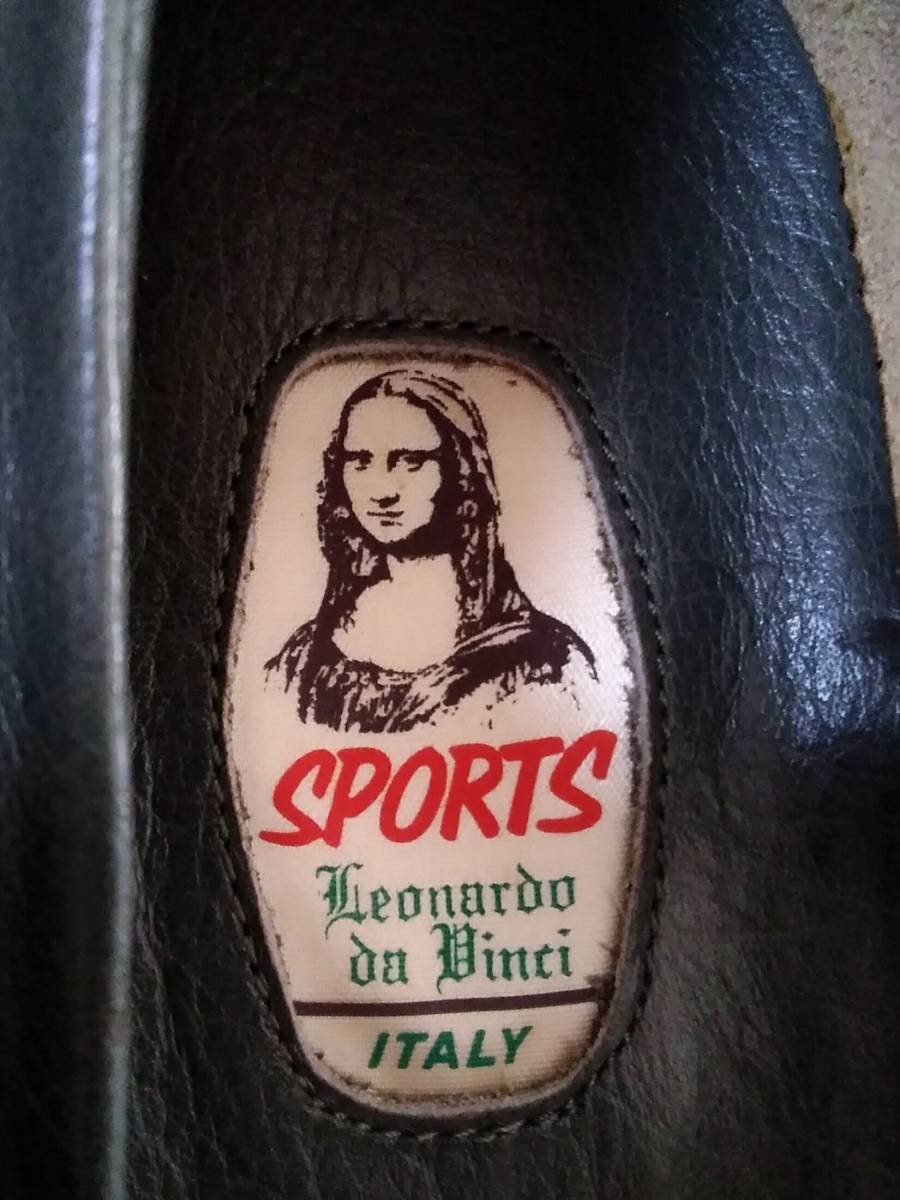 SPORTS
Leonardo
da Vinci
ITALY